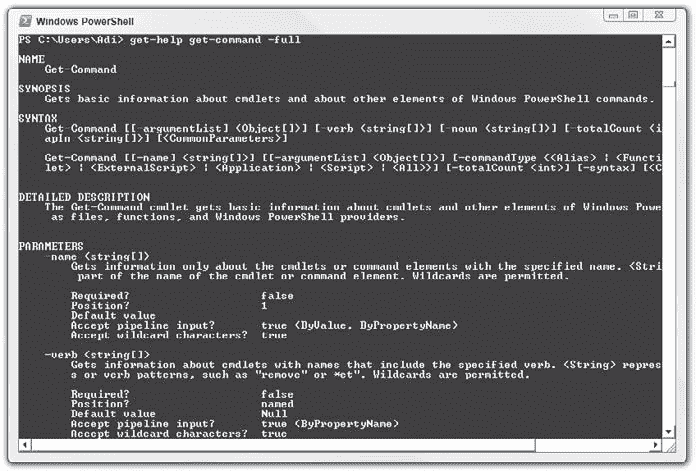 Windows PowerShell
PS C:\Users\Adi> get-help get-command -full
NAME
Get-Command
SYNOPSIS
Gets basic information about cmdlets and about other elements of Windows PowerShell commands.
SYNTAX
Get-Command [[-argumentList] <Object[]>] [-verb <string[]>] [-noun <string[]>] [-totalCount <i
apIn <string[]>] [<CommonParameters>]
Get-Command [[-name] <string[]>] [[-argumentList] <Object[]>] [-commandType {<Alias> | <Functi
let> | <ExternalScript> | <Application> | <Script> | <All>}] [-totalCount <int>] [-syntax] [<C
DETAILED DESCRIPTION
The Get-Command cmdlet gets basic information about cmdlets and other elements of Windows Powe
as files, functions, and Windows PowerShell providers.
PARAMETERS
-name <string[]>
Gets information only about the cmdlets or command elements with the specified name. <Stri
part of the name of the cmdlet or command element. Wildcards are permitted.
Required? false
Position? 1
Default value
Accept pipeline input? true (ByValue, ByPropertyName)
Accept wildcard characters? true
-verb <string[]>
Gets information about cmdlets with names that include the specified verb. <String> repres
s or verb patterns, such as "remove" or *et". Wildcards are permitted.
Required? false
Position? named
Default value Null
Accept pipeline input? true (ByPropertyName)
Accept wildcard characters? true